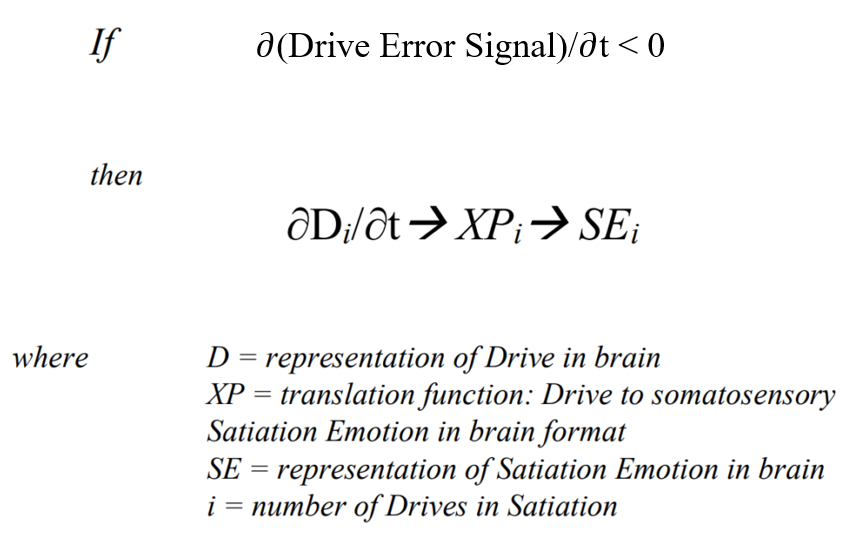 If ∂(Drive Error Signal)/∂t < 0
then
∂Dᵢ/∂t → XPᵢ → SEᵢ
where D = representation of Drive in brain
XP = translation function: Drive to somatosensory
Satiation Emotion in brain format
SE = representation of Satiation Emotion in brain
i = number of Drives in Satiation